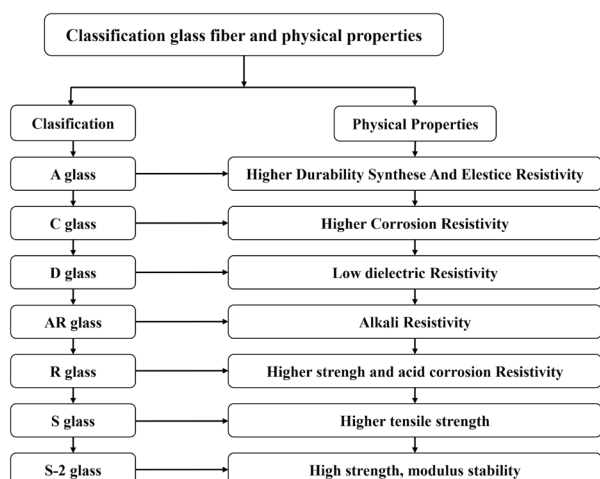 Classification glass fiber and physical properties
Clasification
Physical Properties
A glass
Higher Durability Synthese And Elestice Resistivity
C glass
Higher Corrosion Resistivity
D glass
Low dielectric Resistivity
AR glass
Alkali Resistivity
R glass
Higher strengh and acid corrosion Resistivity
S glass
Higher tensile strength
S-2 glass
High strength, modulus stability